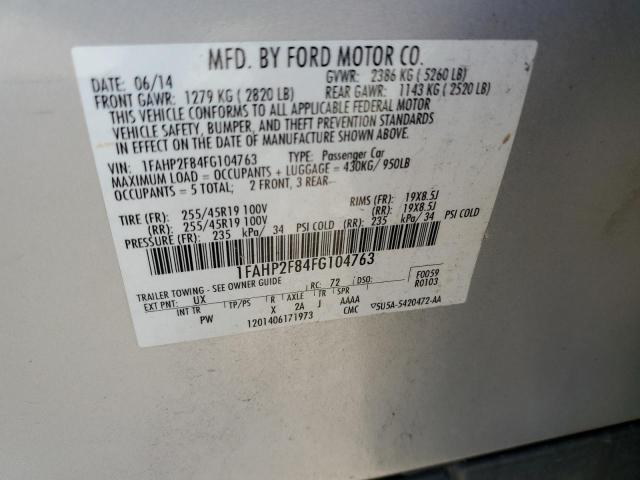 MFD. BY FORD MOTOR CO.
DATE: 06/14 GVWR: 2386 KG ( 5260 LB)
FRONT GAWR: 1279 KG ( 2820 LB) REAR GAWR: 1143 KG ( 2520 LB)
THIS VEHICLE CONFORMS TO ALL APPLICABLE FEDERAL MOTOR
VEHICLE SAFETY, BUMPER, AND THEFT PREVENTION STANDARDS
IN EFFECT ON THE DATE OF MANUFACTURE SHOWN ABOVE.
VIN: 1FAHP2F84FG104763 TYPE: Passenger Car
MAXIMUM LOAD = OCCUPANTS + LUGGAGE = 430KG/ 950LB
OCCUPANTS = 5 TOTAL; 2 FRONT, 3 REAR
TIRE (FR): 255/45R19 100V RIMS (FR): 19X8.5J
(RR): 255/45R19 100V (RR): 19X8.5J
PRESSURE (FR): 235 kPa/ 34 PSI COLD (RR): 235 kPa/ 34 PSI COLD
1FAHP2F84FG104763
TRAILER TOWING - SEE OWNER GUIDE
EXT PNT: UX RC: 72 DSO: F0059
R0103
INT TR TP/PS R AXLE TR SPR
PW X 2A J AAAA
1201406171973 CMC ▽5U5A-5420472-AA